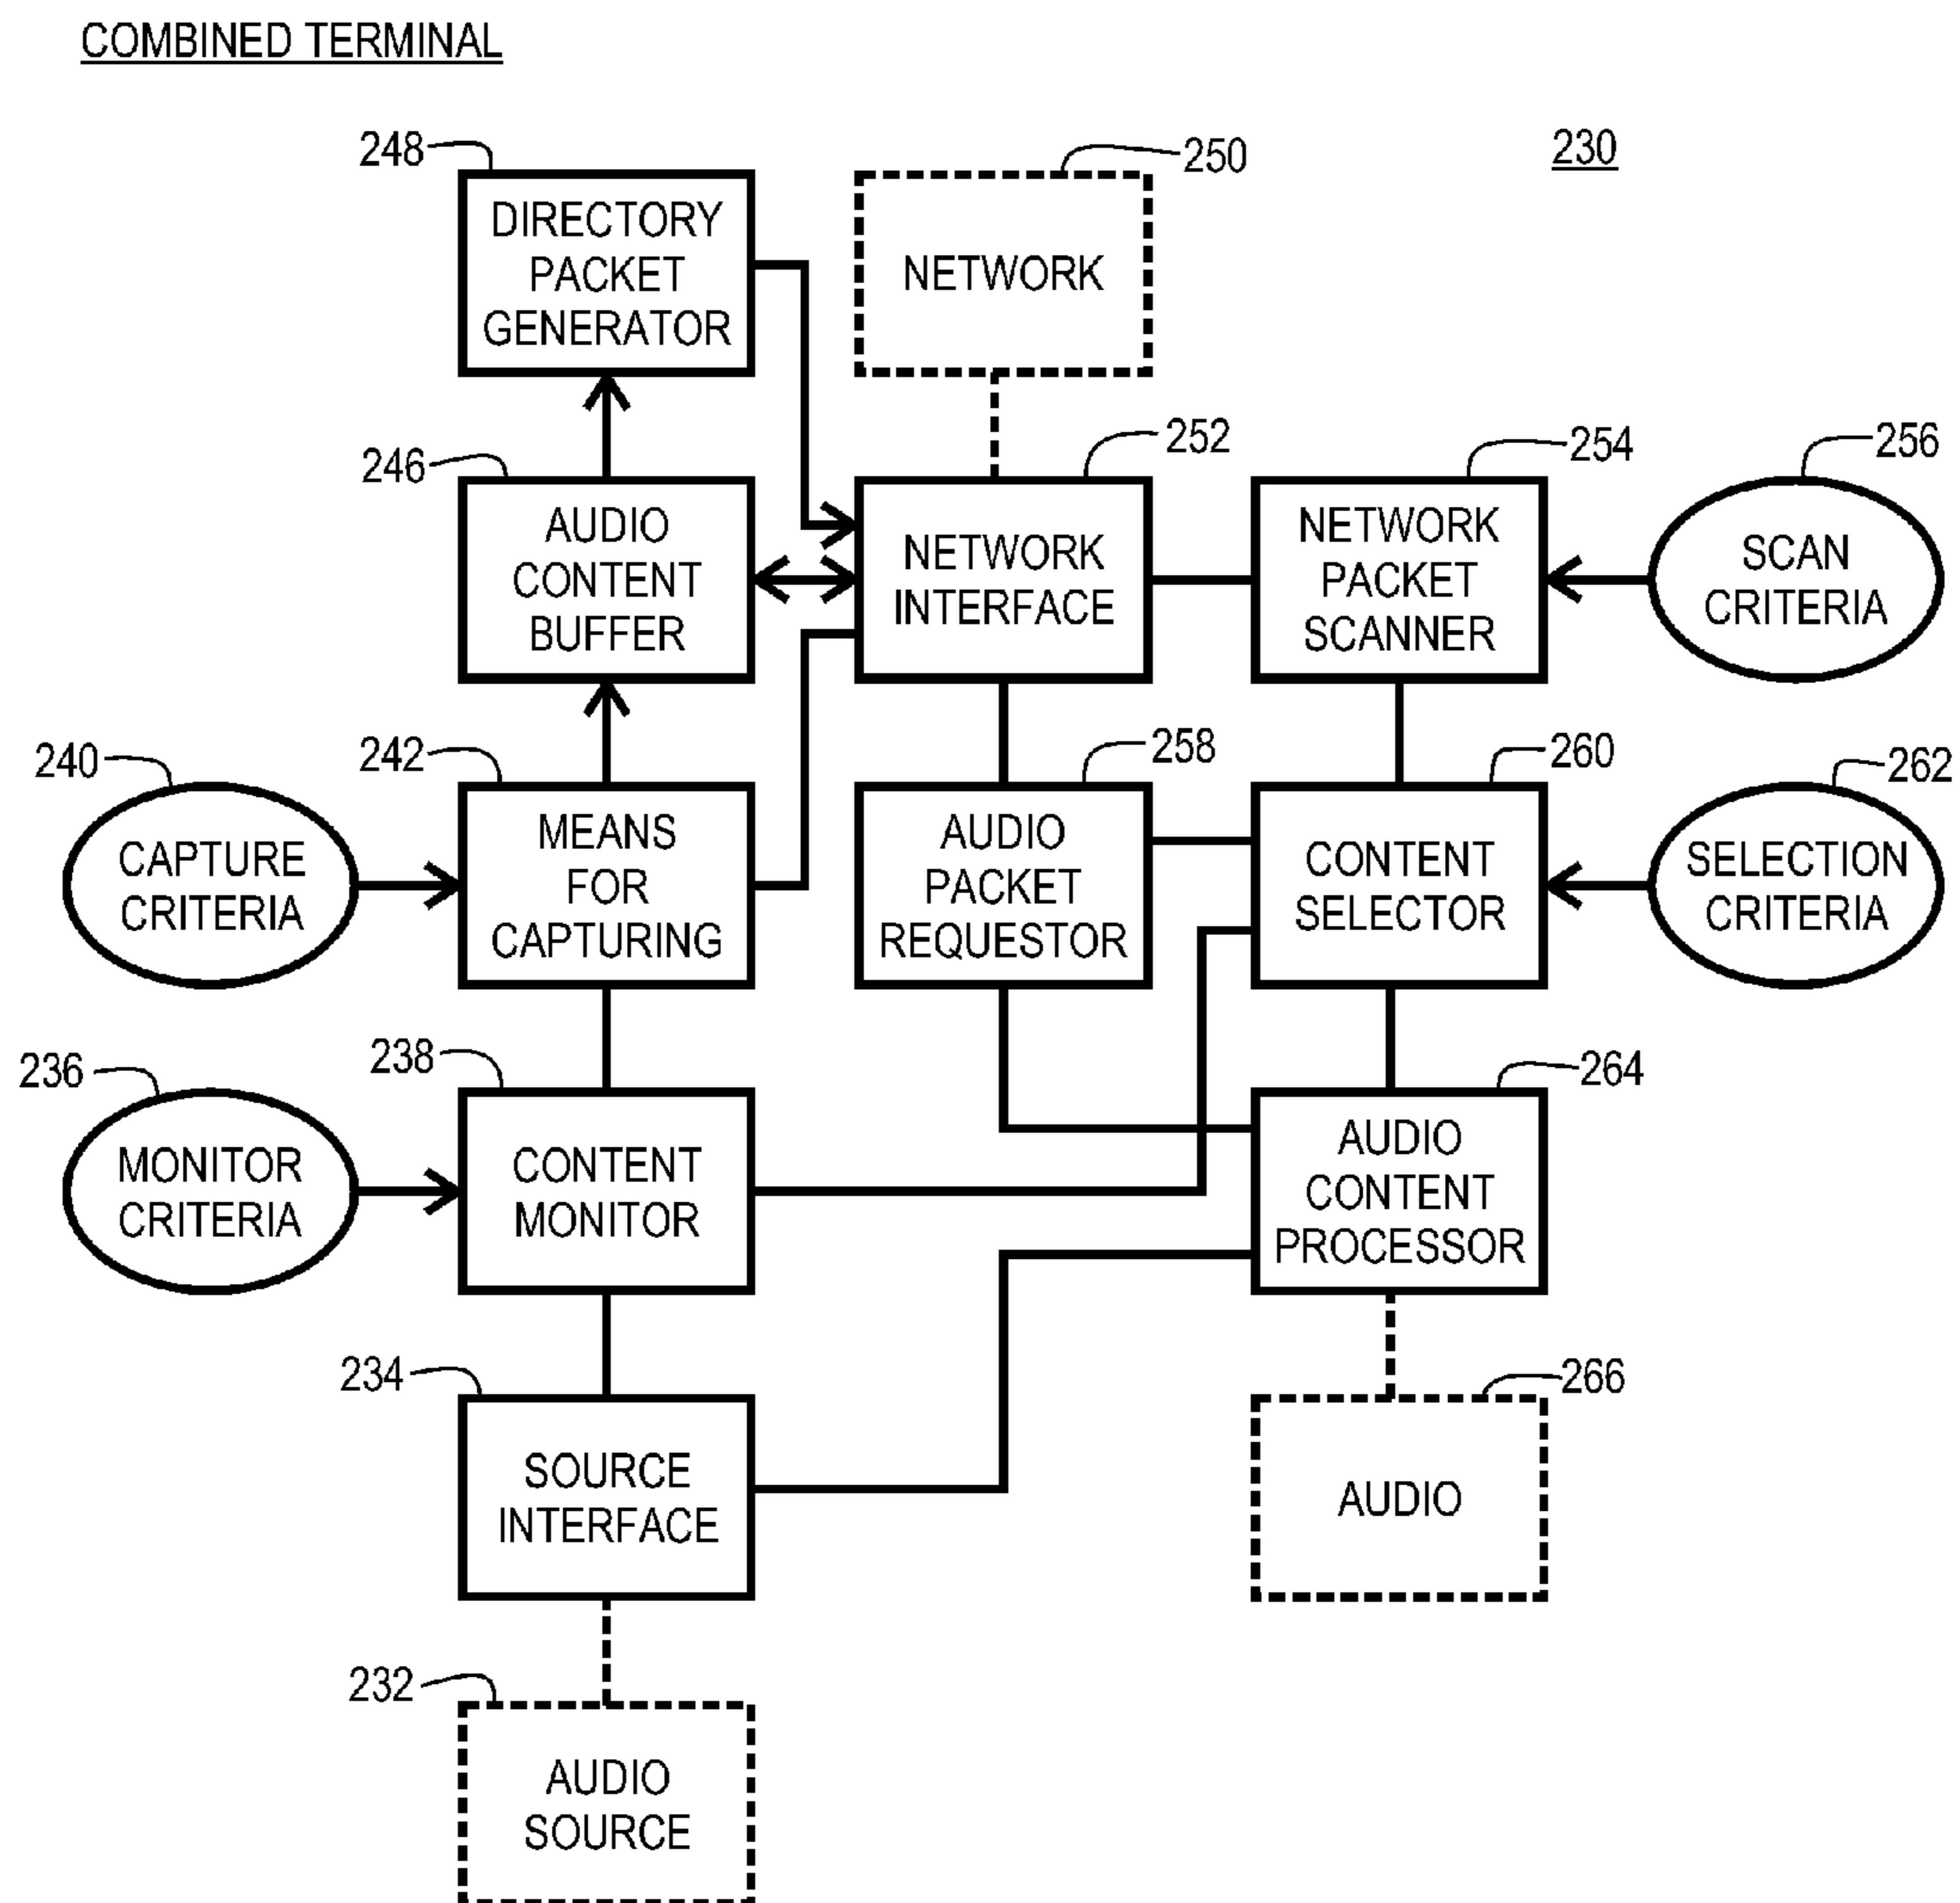 COMBINED TERMINAL
248
250
230
DIRECTORY
PACKET
GENERATOR
NETWORK
246
252
254
256
AUDIO
CONTENT
BUFFER
NETWORK
INTERFACE
NETWORK
PACKET
SCANNER
SCAN
CRITERIA
240
242
258
260
262
CAPTURE
CRITERIA
MEANS
FOR
CAPTURING
AUDIO
PACKET
REQUESTOR
CONTENT
SELECTOR
SELECTION
CRITERIA
236
238
264
MONITOR
CRITERIA
CONTENT
MONITOR
AUDIO
CONTENT
PROCESSOR
234
266
SOURCE
INTERFACE
AUDIO
232
AUDIO
SOURCE